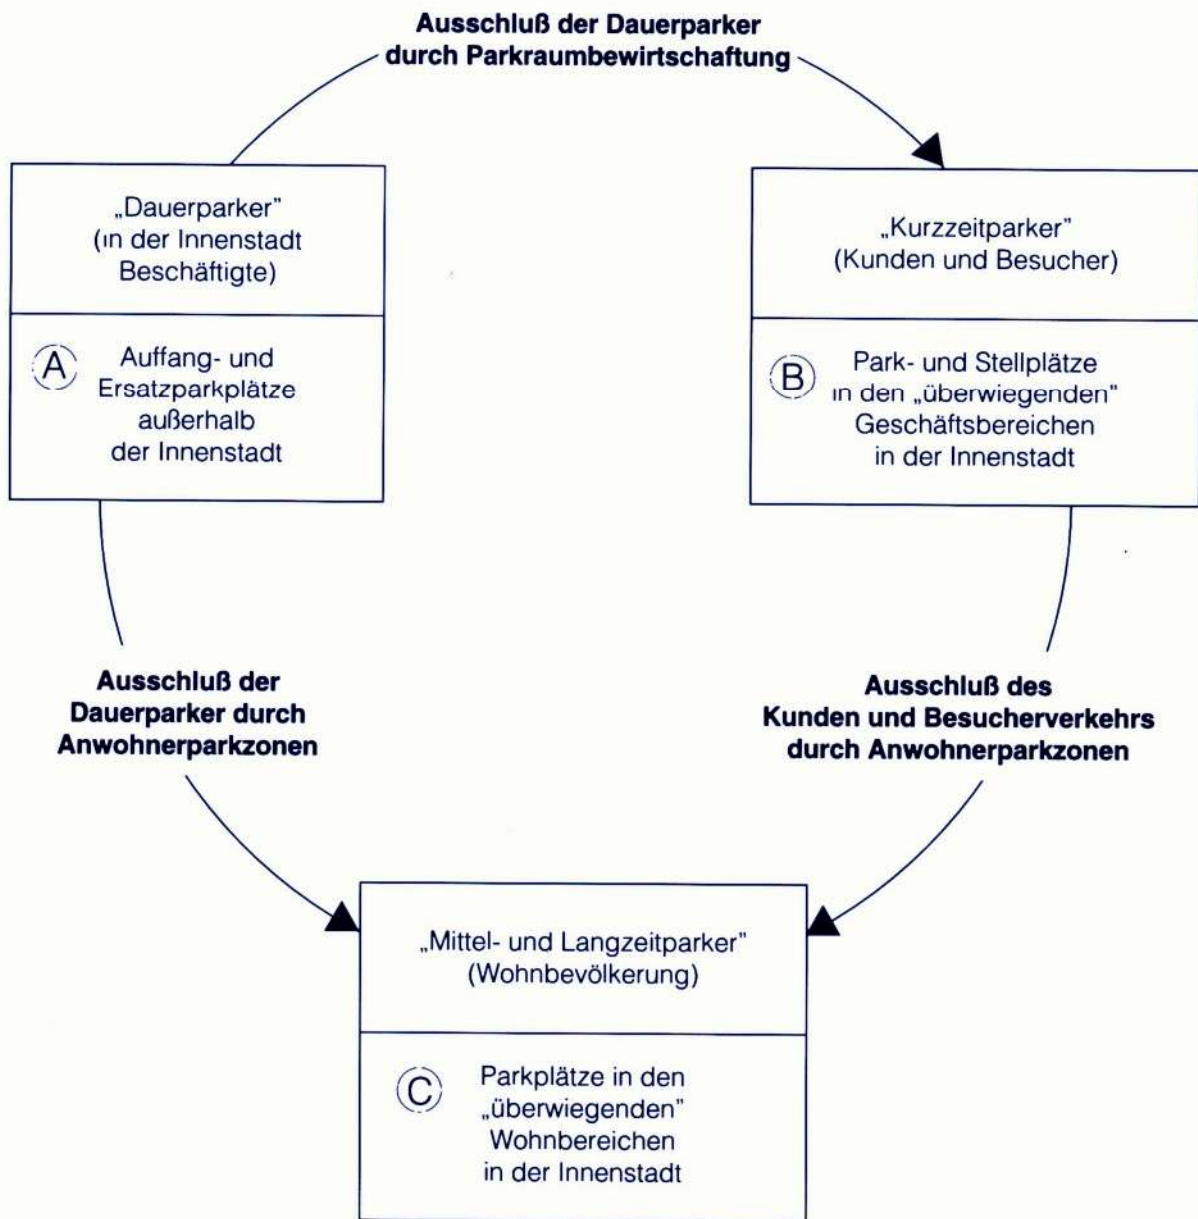 Ausschluß der Dauerparker
durch Parkraumbewirtschaftung
„Dauerparker”
(in der Innenstadt
Beschäftigte)
A
Auffang- und
Ersatzparkplätze
außerhalb
der Innenstadt
„Kurzzeitparker”
(Kunden und Besucher)
B
Park- und Stellplätze
in den „überwiegenden”
Geschäftsbereichen
in der Innenstadt
Ausschluß der
Dauerparker durch
Anwohnerparkzonen
Ausschluß des
Kunden und Besucherverkehrs
durch Anwohnerparkzonen
„Mittel- und Langzeitparker”
(Wohnbevölkerung)
C
Parkplätze in den
„überwiegenden”
Wohnbereichen
in der Innenstadt